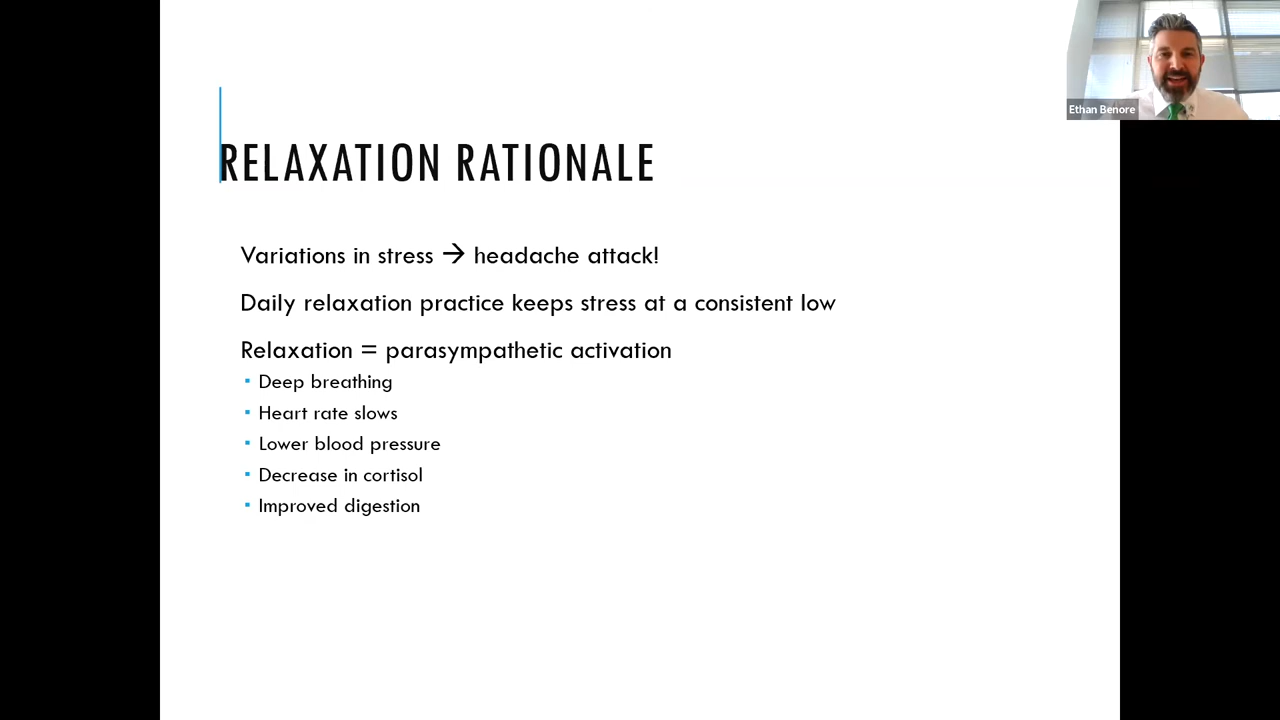 Ethan Benore
RELAXATION RATIONALE
Variations in stress → headache attack!
Daily relaxation practice keeps stress at a consistent low
Relaxation = parasympathetic activation
▪ Deep breathing
▪ Heart rate slows
▪ Lower blood pressure
▪ Decrease in cortisol
▪ Improved digestion